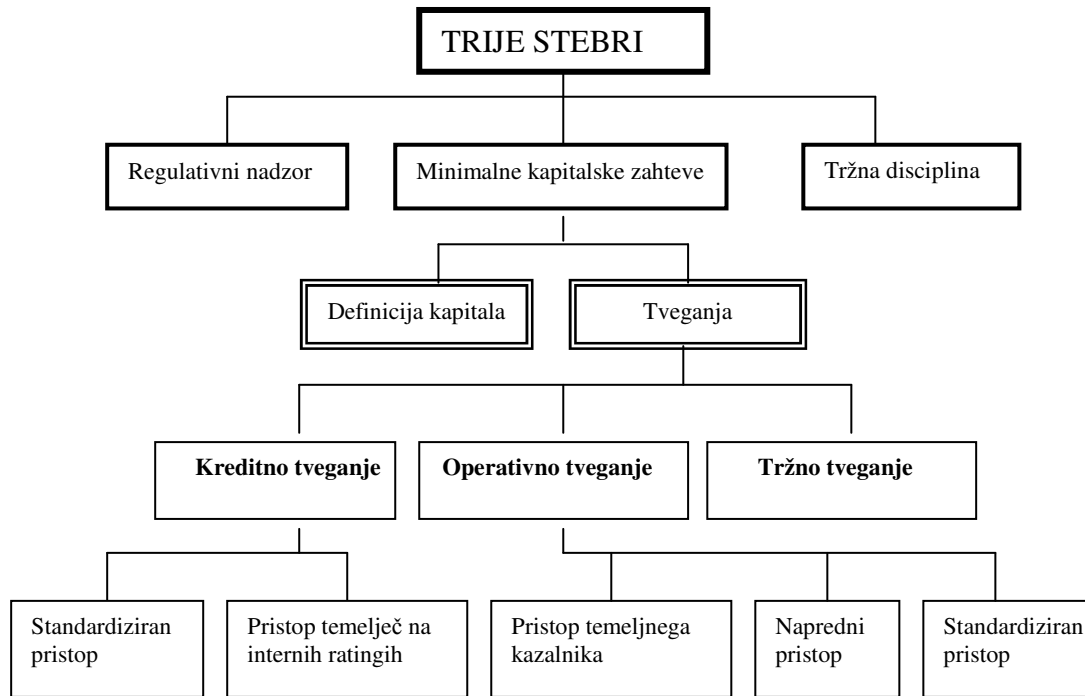 TRIJE STEBRI
Regulativni nadzor
Minimalne kapitalske zahteve
Tržna disciplina
Definicija kapitala
Tveganja
Kreditno tveganje
Operativno tveganje
Tržno tveganje
Standardiziran
pristop
Pristop temelječ na
internih ratingih
Pristop temeljnega
kazalnika
Napredni
pristop
Standardiziran
pristop